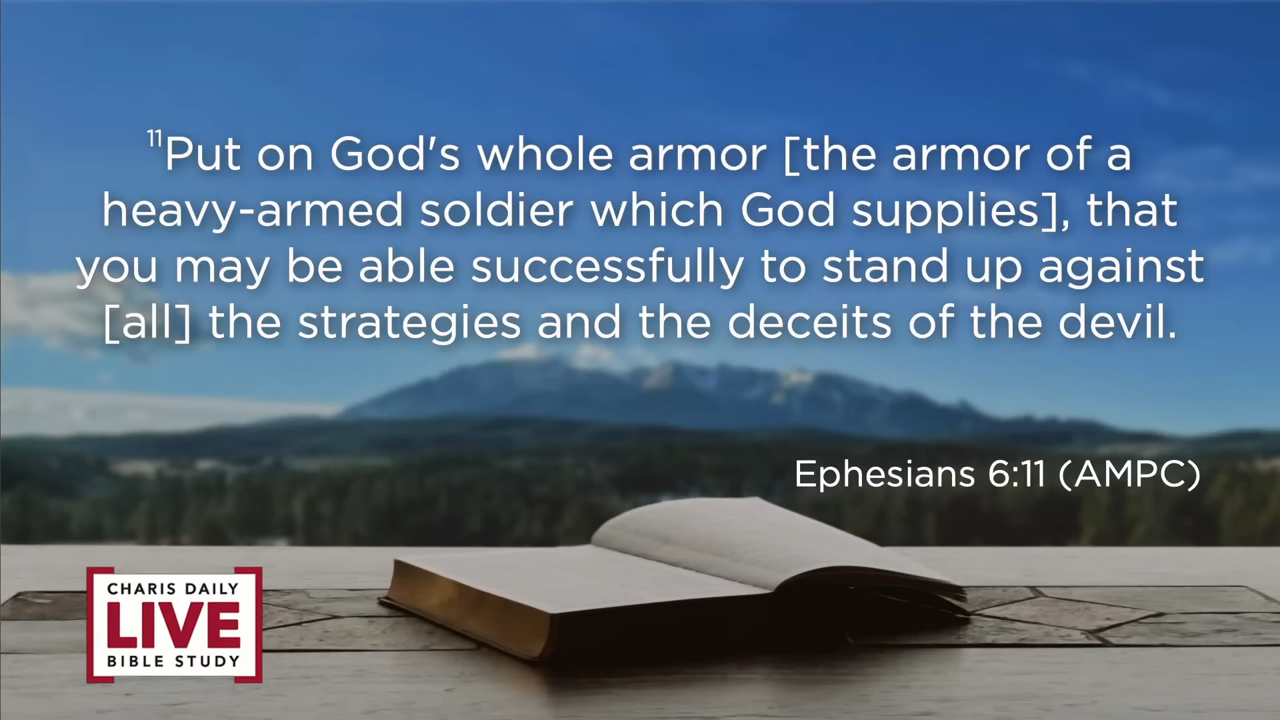 11Put on God's whole armor [the armor of a
heavy-armed soldier which God supplies], that
you may be able successfully to stand up against
[all] the strategies and the deceits of the devil.
Ephesians 6:11 (AMPC)
CHARIS DAILY
LIVE
BIBLE STUDY